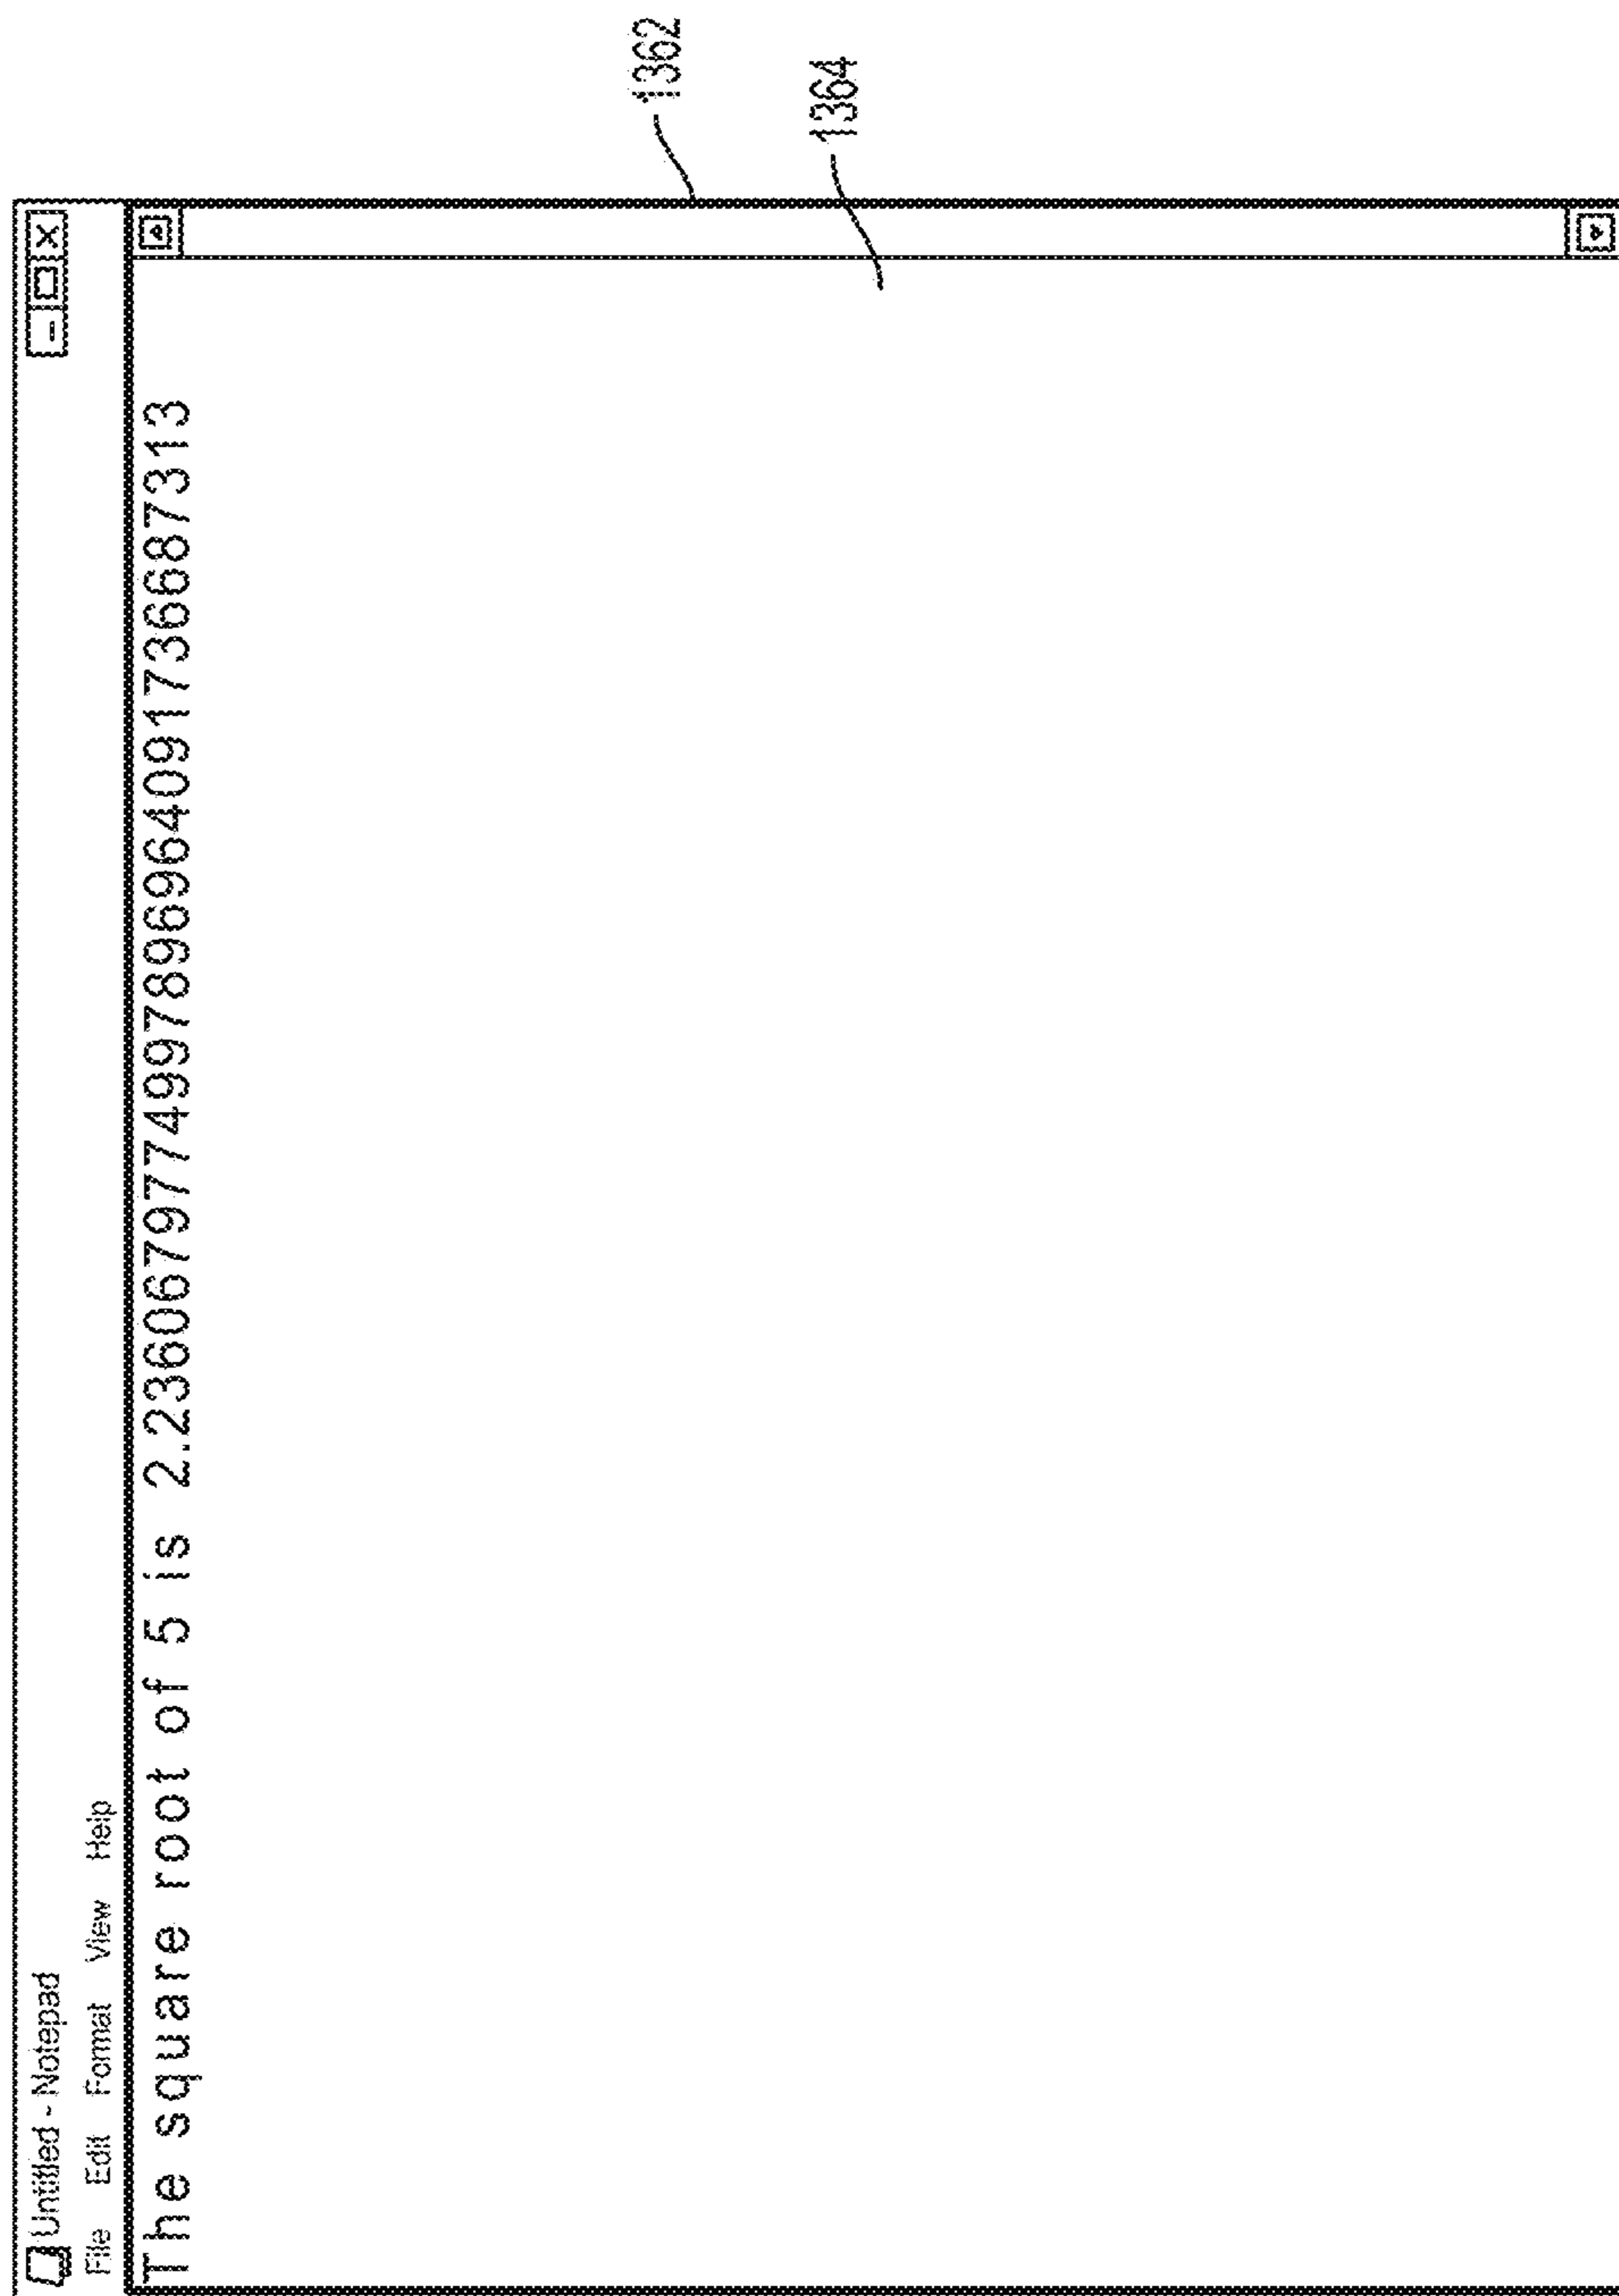 Untitled - Notepad
File Edit Format View Help
The square root of 5 is 2.2360679774997896964091736687313
1362
1364